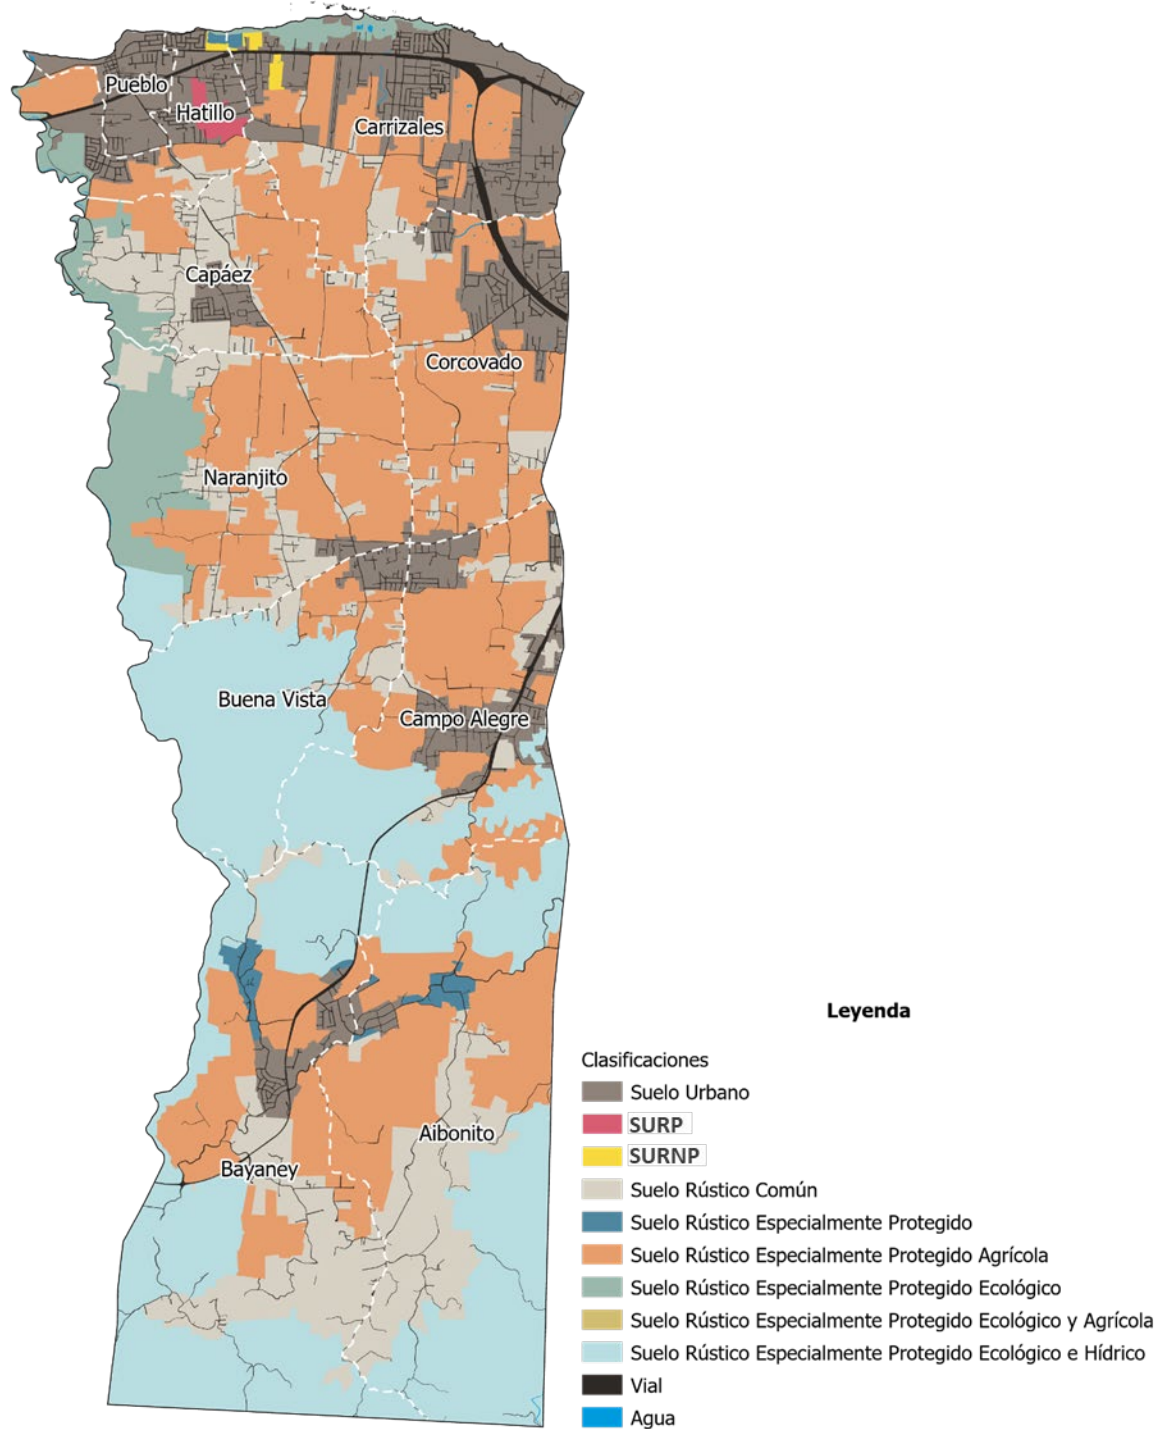 Pueblo
Hatillo
Carrizales
Capáez
Corcovado
Naranjito
Buena Vista
Campo Alegre
Aibonito
Bayaney
Leyenda
Clasificaciones
Suelo Urbano
SURP
SURNP
Suelo Rústico Común
Suelo Rústico Especialmente Protegido
Suelo Rústico Especialmente Protegido Agrícola
Suelo Rústico Especialmente Protegido Ecológico
Suelo Rústico Especialmente Protegido Ecológico y Agrícola
Suelo Rústico Especialmente Protegido Ecológico e Hídrico
Vial
Agua